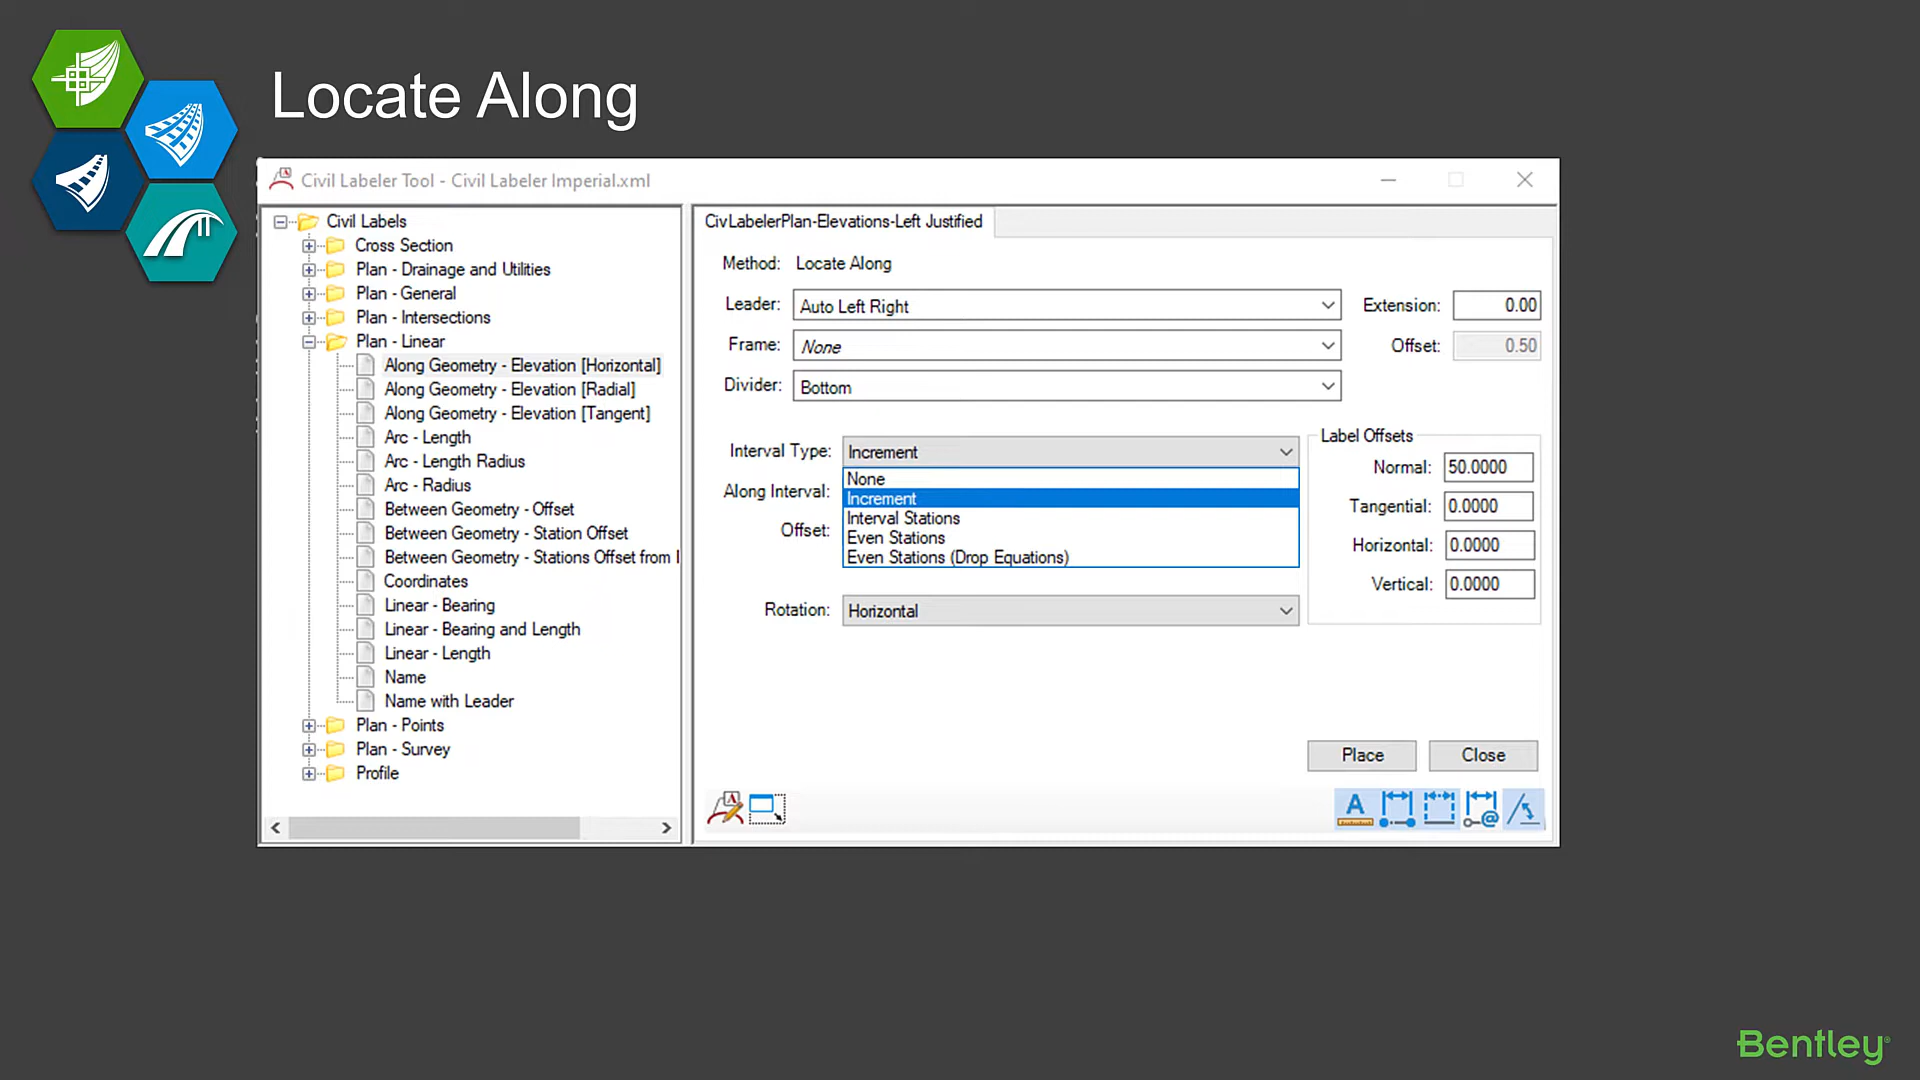 Locate Along
Civil Labeler Tool - Civil Labeler Imperial.xml
Civil Labels
Cross Section
Plan - Drainage and Utilities
Plan - General
Plan - Intersections
Plan - Linear
Along Geometry - Elevation [Horizontal]
Along Geometry - Elevation [Radial]
Along Geometry - Elevation [Tangent]
Arc - Length
Arc - Length Radius
Arc - Radius
Between Geometry - Offset
Between Geometry - Station Offset
Between Geometry - Stations Offset from
Coordinates
Linear - Bearing
Linear - Bearing and Length
Linear - Length
Name
Name with Leader
Plan - Points
Plan - Survey
Profile
CivLabelerPlan-Elevations-Left Justified
Method: Locate Along
Leader: Auto Left Right Extension: 0.00
Frame: None Offset: 0.50
Divider: Bottom
Interval Type: Increment
None
Along Interval: Increment
Interval Stations
Offset: Even Stations
Even Stations (Drop Equations)
Rotation: Horizontal
Label Offsets
Normal: 50.0000
Tangential: 0.0000
Horizontal: 0.0000
Vertical: 0.0000
Place Close
Bentley